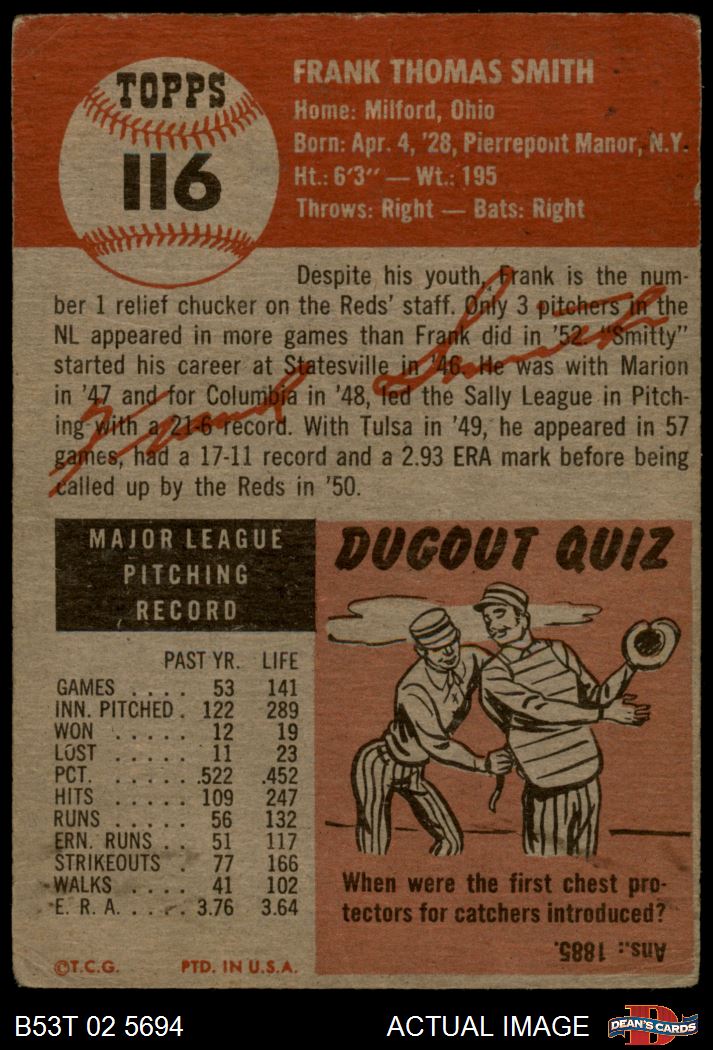 TOPPS
116
FRANK THOMAS SMITH
Home: Milford, Ohio
Born: Apr. 4, '28, Pierrepont Manor, N.Y.
Ht.: 6'3" — Wt.: 195
Throws: Right — Bats: Right
Despite his youth, Frank is the num-
ber 1 relief chucker on the Reds' staff. Only 3 pitchers in the
NL appeared in more games than Frank did in '52. "Smitty"
started his career at Statesville in '46. He was with Marion
in '47 and for Columbia in '48, led the Sally League in Pitch-
ing with a 21-6 record. With Tulsa in '49, he appeared in 57
games, had a 17-11 record and a 2.93 ERA mark before being
called up by the Reds in '50.
Frank Smith
MAJOR LEAGUE
PITCHING
RECORD
PAST YR. LIFE
GAMES . . . . 53 141
INN. PITCHED . 122 289
WON . . . . . 12 19
LOST . . . . . 11 23
PCT. . . . . . .522 .452
HITS . . . . . 109 247
RUNS . . . . . 56 132
ERN. RUNS . . 51 117
STRIKEOUTS . 77 166
WALKS . . . . 41 102
E. R. A. . . . . 3.76 3.64
©T.C.G. PTD. IN U.S.A.
DUGOUT QUIZ
When were the first chest pro-
tectors for catchers introduced?
Ans.: 1885.
B53T 02 5694 ACTUAL IMAGE
DEAN'S CARDS